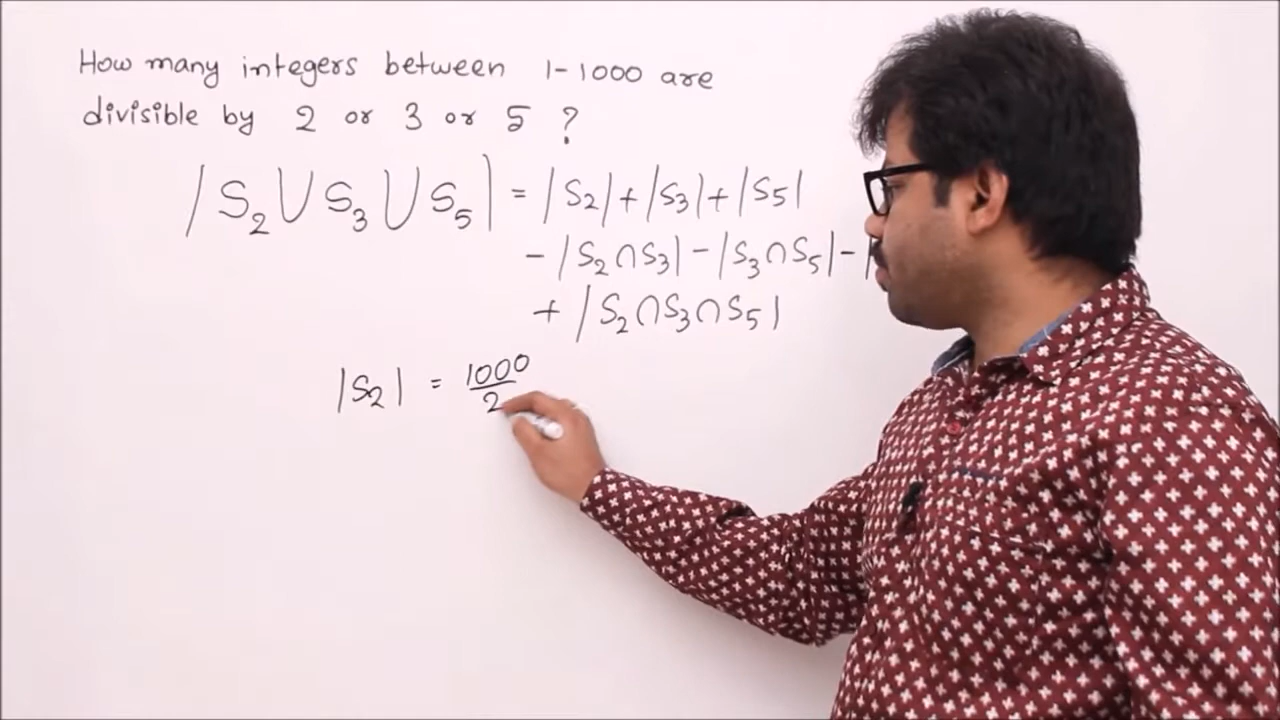 How many integers between 1-1000 are
divisible by 2 or 3 or 5 ?
|S₂ ⋃ S₃ ⋃ S₅| = |S₂| + |S₃| + |S₅|
- |S₂ ∩ S₃| - |S₃ ∩ S₅| - |
+ |S₂ ∩ S₃ ∩ S₅|
|S₂| = 1000/2